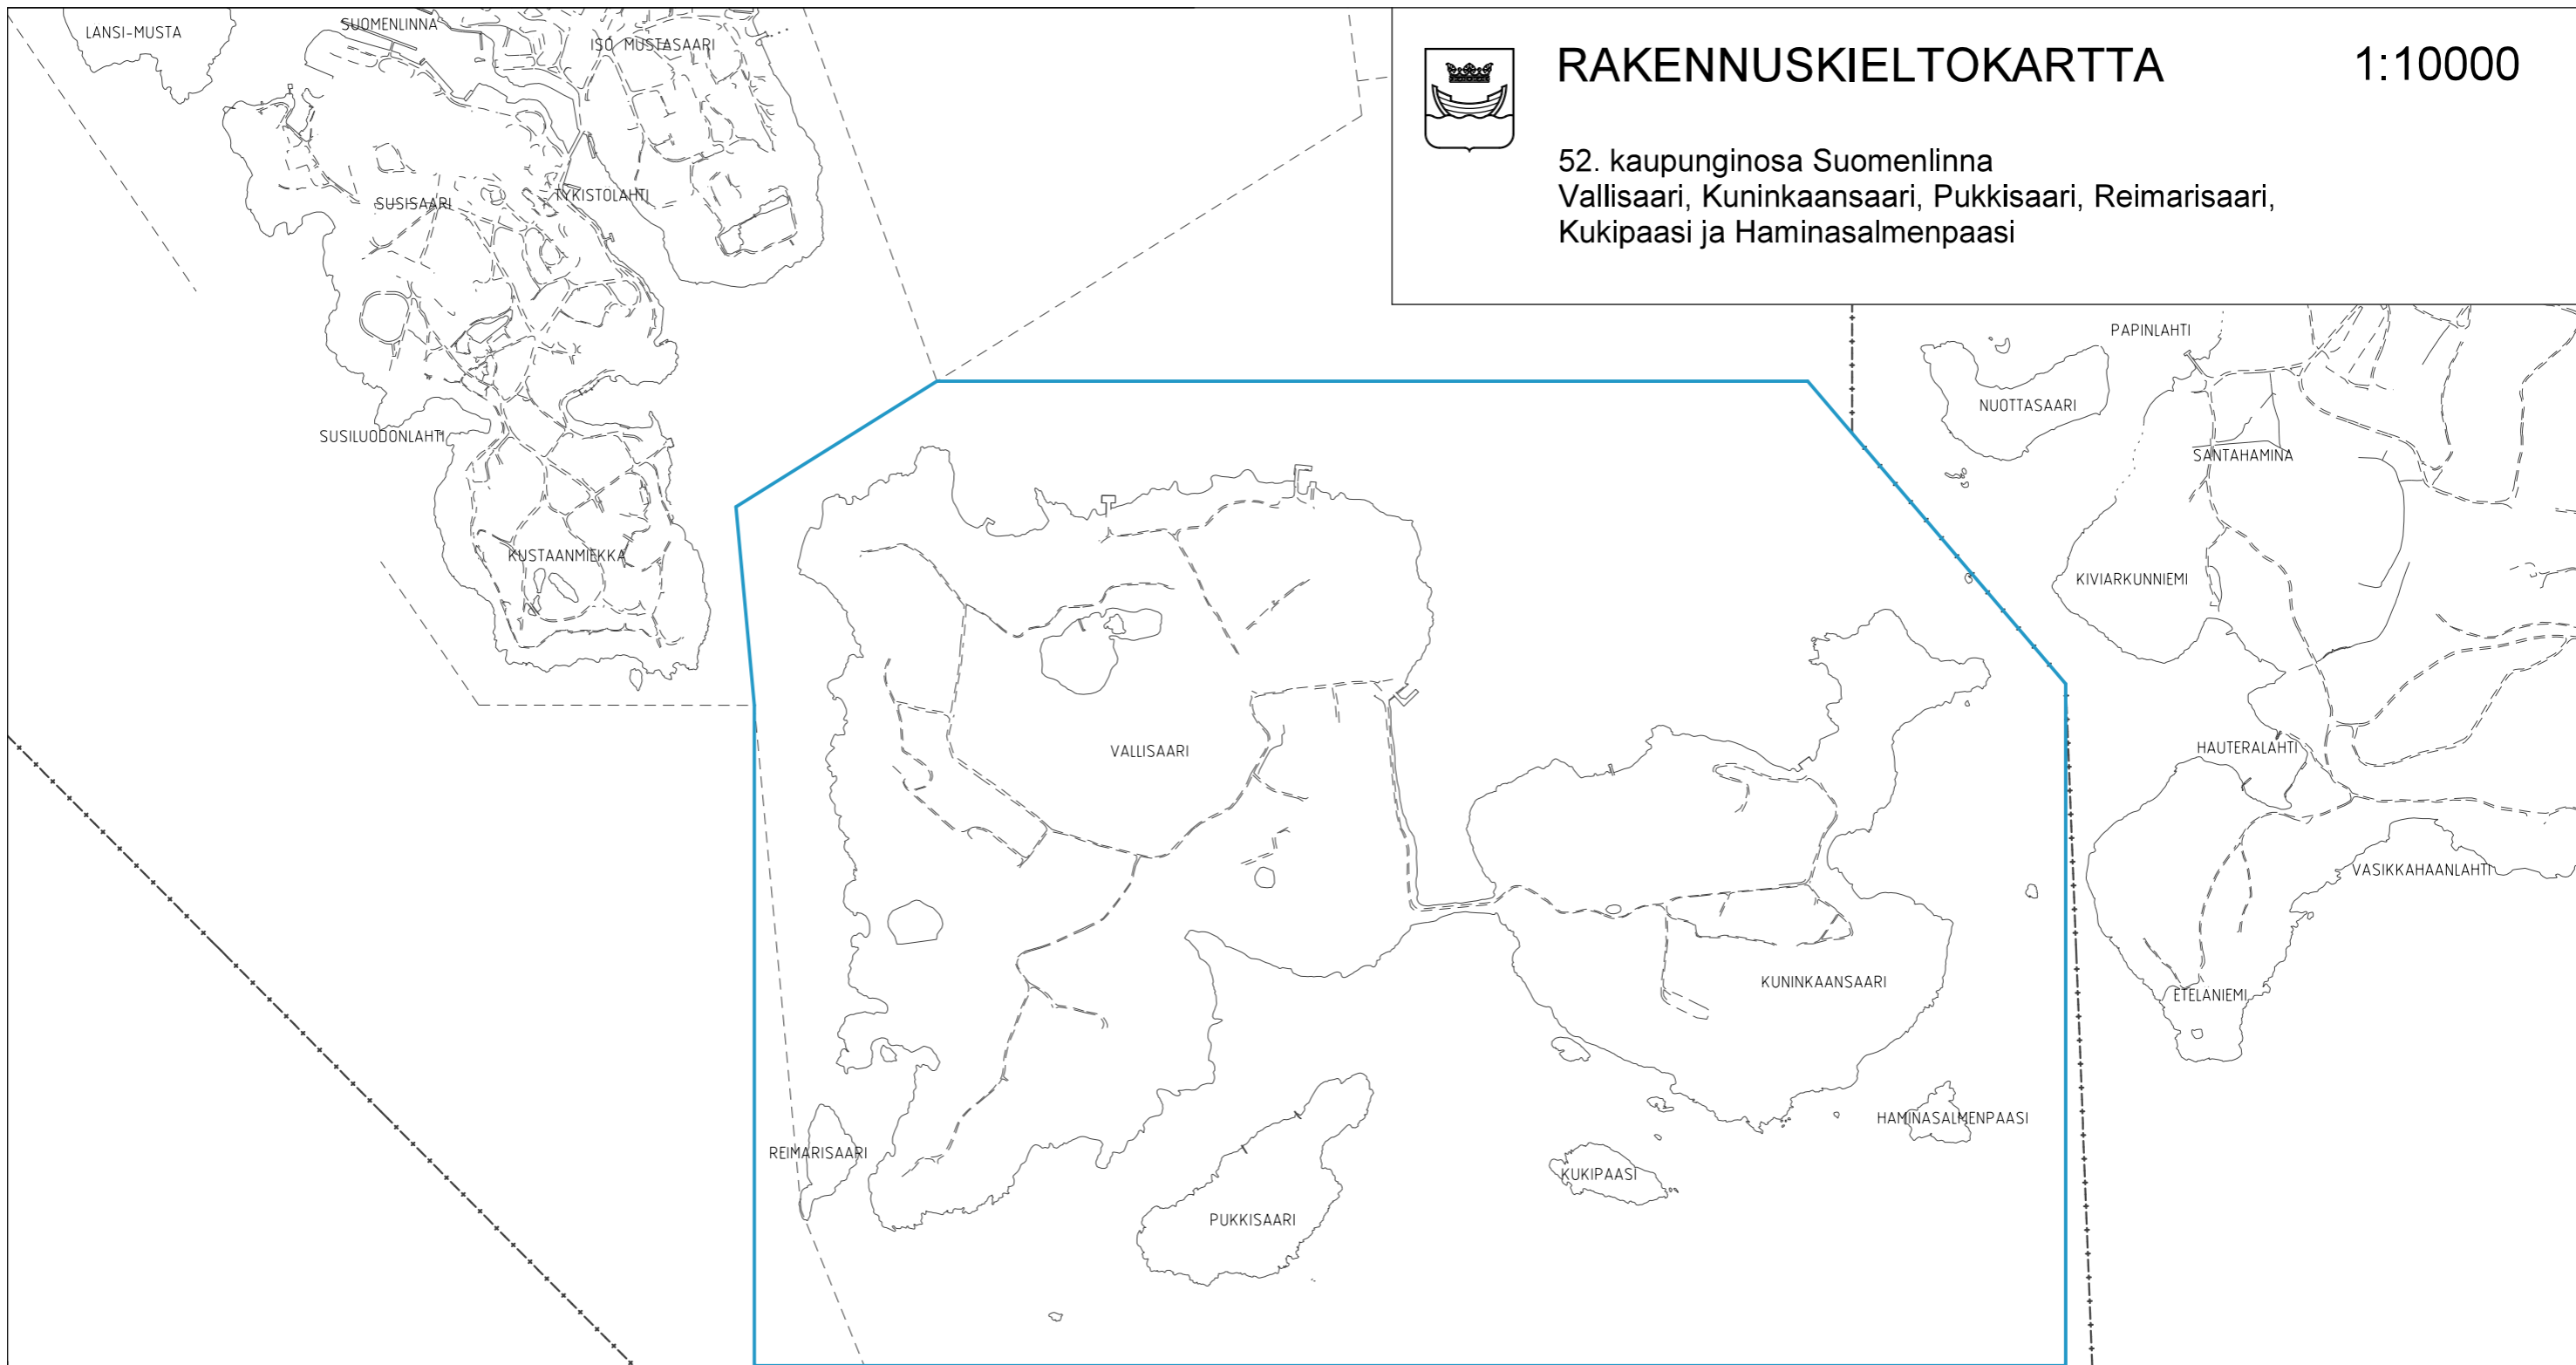 RAKENNUSKIELTOKARTTA 1:10000
52. kaupunginosa Suomenlinna
Vallisaari, Kuninkaansaari, Pukkisaari, Reimarisaari,
Kukipaasi ja Haminasalmenpaasi
LANSI-MUSTA
SUOMENLINNA
ISO MUSTASAARI
SUSISAARI
TYKISTOLAHTI
PAPINLAHTI
NUOTTASAARI
SUSILUODONLAHTI
SANTAHAMINA
KUSTAANMIEKKA
KIVIARKUNNIEMI
VALLISAARI
HAUTERALAHTI
VASIKKAHAANLAHTI
KUNINKAANSAARI
ETELANIEMI
HAMINASALMENPAASI
REIMARISAARI
KUKIPAASI
PUKKISAARI